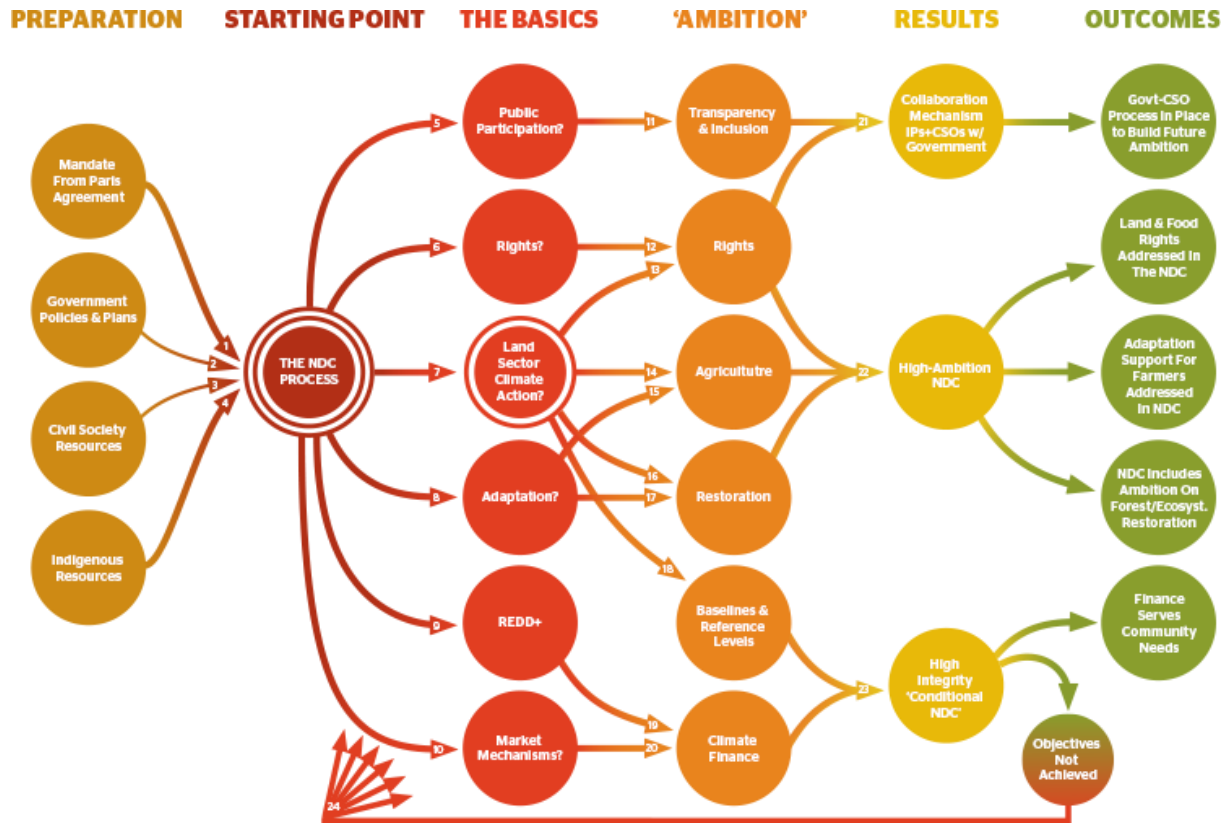 PREPARATION
STARTING POINT
THE BASICS
‘AMBITION’
RESULTS
OUTCOMES
Mandate
From Paris
Agreement
Government
Policies & Plans
Civil Society
Resources
Indigenous
Resources
1
2
3
4
THE NDC
PROCESS
5
6
7
8
9
10
Public
Participation?
Rights?
Land
Sector
Climate
Action?
Adaptation?
REDD+
Market
Mechanisms?
11
12
13
14
15
16
17
18
19
20
Transparency
& Inclusion
Rights
Agricultutre
Restoration
Baselines &
Reference
Levels
Climate
Finance
21
22
23
Collaboration
Mechanism
IPs+CSOs w/
Government
High-Ambition
NDC
High
Integrity
‘Conditional
NDC’
Govt-CSO
Process In Place
to Build Future
Ambition
Land & Food
Rights
Addressed In
The NDC
Adaptation
Support For
Farmers
Addressed
In NDC
NDC Includes
Ambition On
Forest/Ecosyst.
Restoration
Finance
Serves
Community
Needs
Objectives
Not
Achieved
24